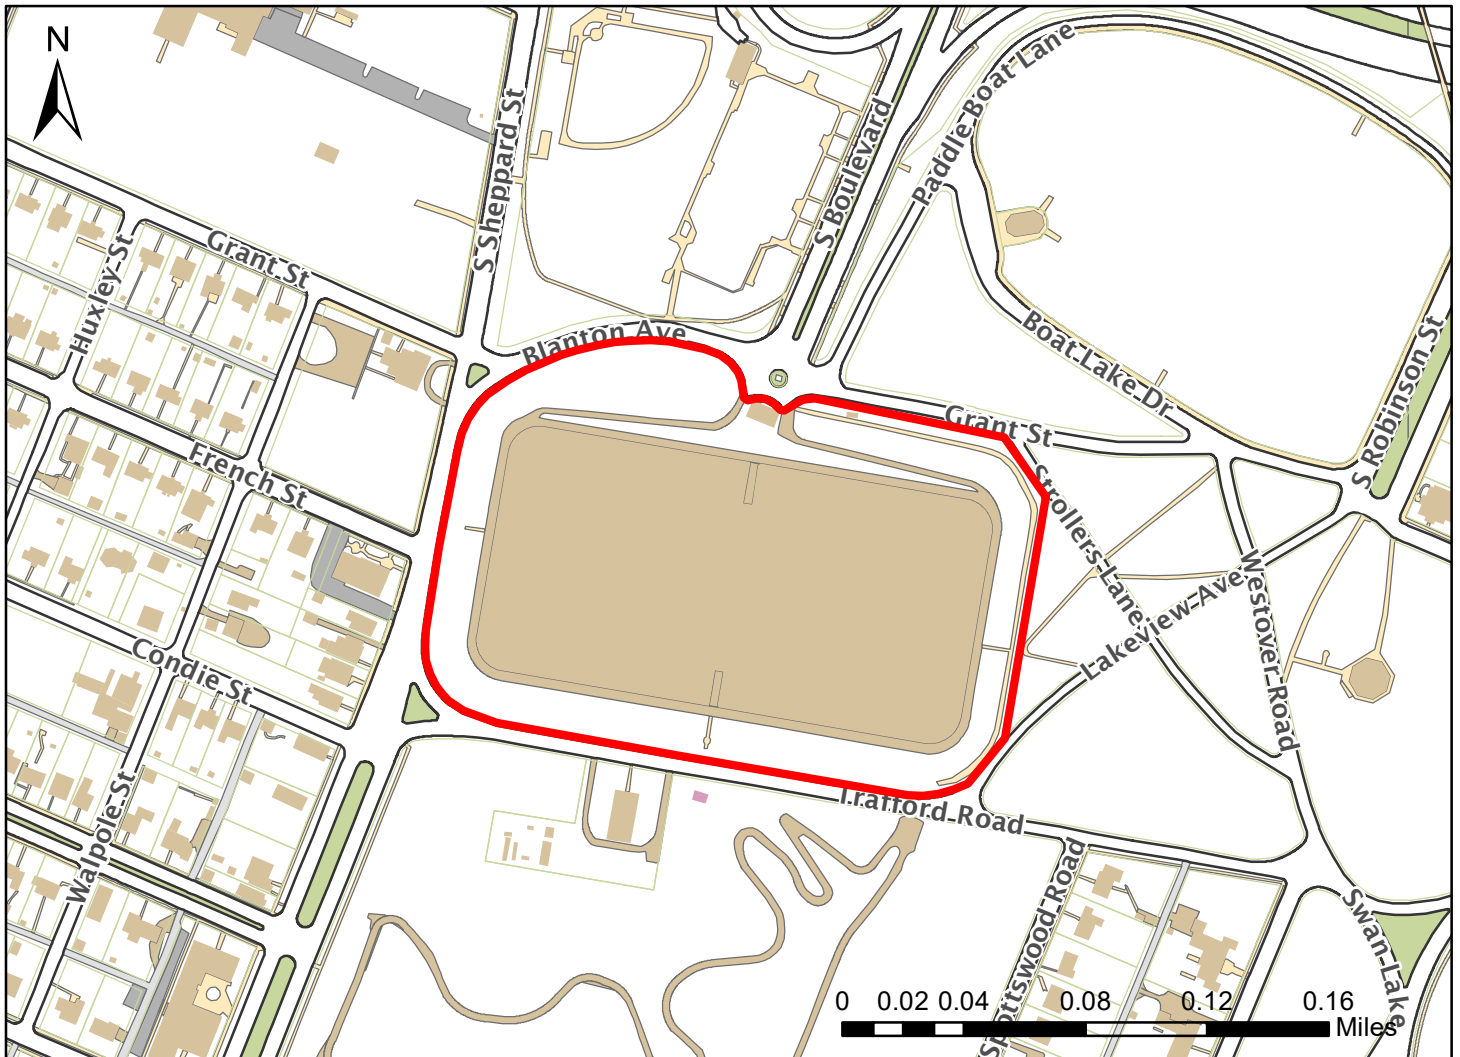 N
Paddle Boat Lane
S Sheppard St
S Boulevard
Grant St
Huxley St
Blanton Ave
Boat Lake Dr
S Robinson St
Grant St
French St
Strollers Lane
Westover Road
Lakeview Ave
Condie St
Walpole St
Trafford Road
Spottswood Road
Swan Lake
0 0.02 0.04 0.08 0.12 0.16
Miles